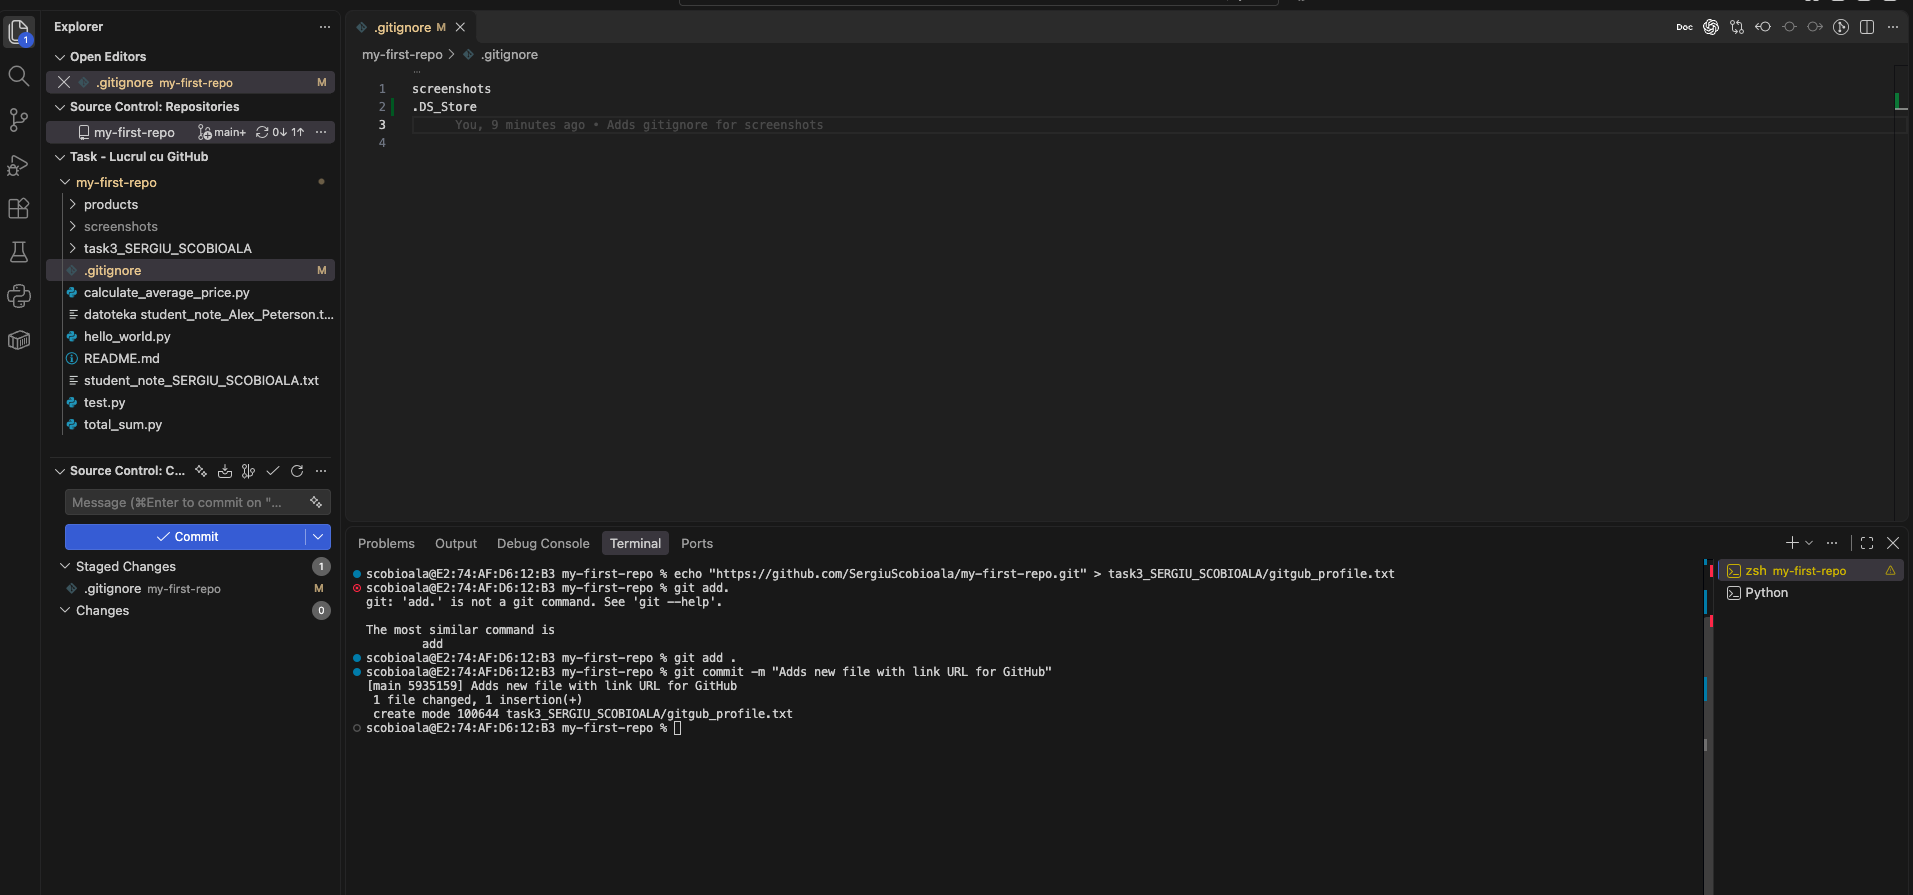 1
Explorer
Open Editors
.gitignore my-first-repo M
Source Control: Repositories
my-first-repo main+ 0↓ 1↑
Task - Lucrul cu GitHub
my-first-repo
products
screenshots
task3_SERGIU_SCOBIOALA
.gitignore M
calculate_average_price.py
datoteka student_note_Alex_Peterson.t...
hello_world.py
README.md
student_note_SERGIU_SCOBIOALA.txt
test.py
total_sum.py
Source Control: C...
Message (⌘Enter to commit on "...
Commit
Staged Changes 1
.gitignore my-first-repo M
Changes 0
.gitignore M
Doc
my-first-repo > .gitignore
1 screenshots
2 .DS_Store
3 You, 9 minutes ago • Adds gitignore for screenshots
4
Problems Output Debug Console Terminal Ports
scobioala@E2:74:AF:D6:12:B3 my-first-repo % echo "https://github.com/SergiuScobioala/my-first-repo.git" > task3_SERGIU_SCOBIOALA/gitgub_profile.txt
scobioala@E2:74:AF:D6:12:B3 my-first-repo % git add.
git: 'add.' is not a git command. See 'git --help'.
The most similar command is
add
scobioala@E2:74:AF:D6:12:B3 my-first-repo % git add .
scobioala@E2:74:AF:D6:12:B3 my-first-repo % git commit -m "Adds new file with link URL for GitHub"
[main 5935159] Adds new file with link URL for GitHub
1 file changed, 1 insertion(+)
create mode 100644 task3_SERGIU_SCOBIOALA/gitgub_profile.txt
scobioala@E2:74:AF:D6:12:B3 my-first-repo %
zsh my-first-repo
Python